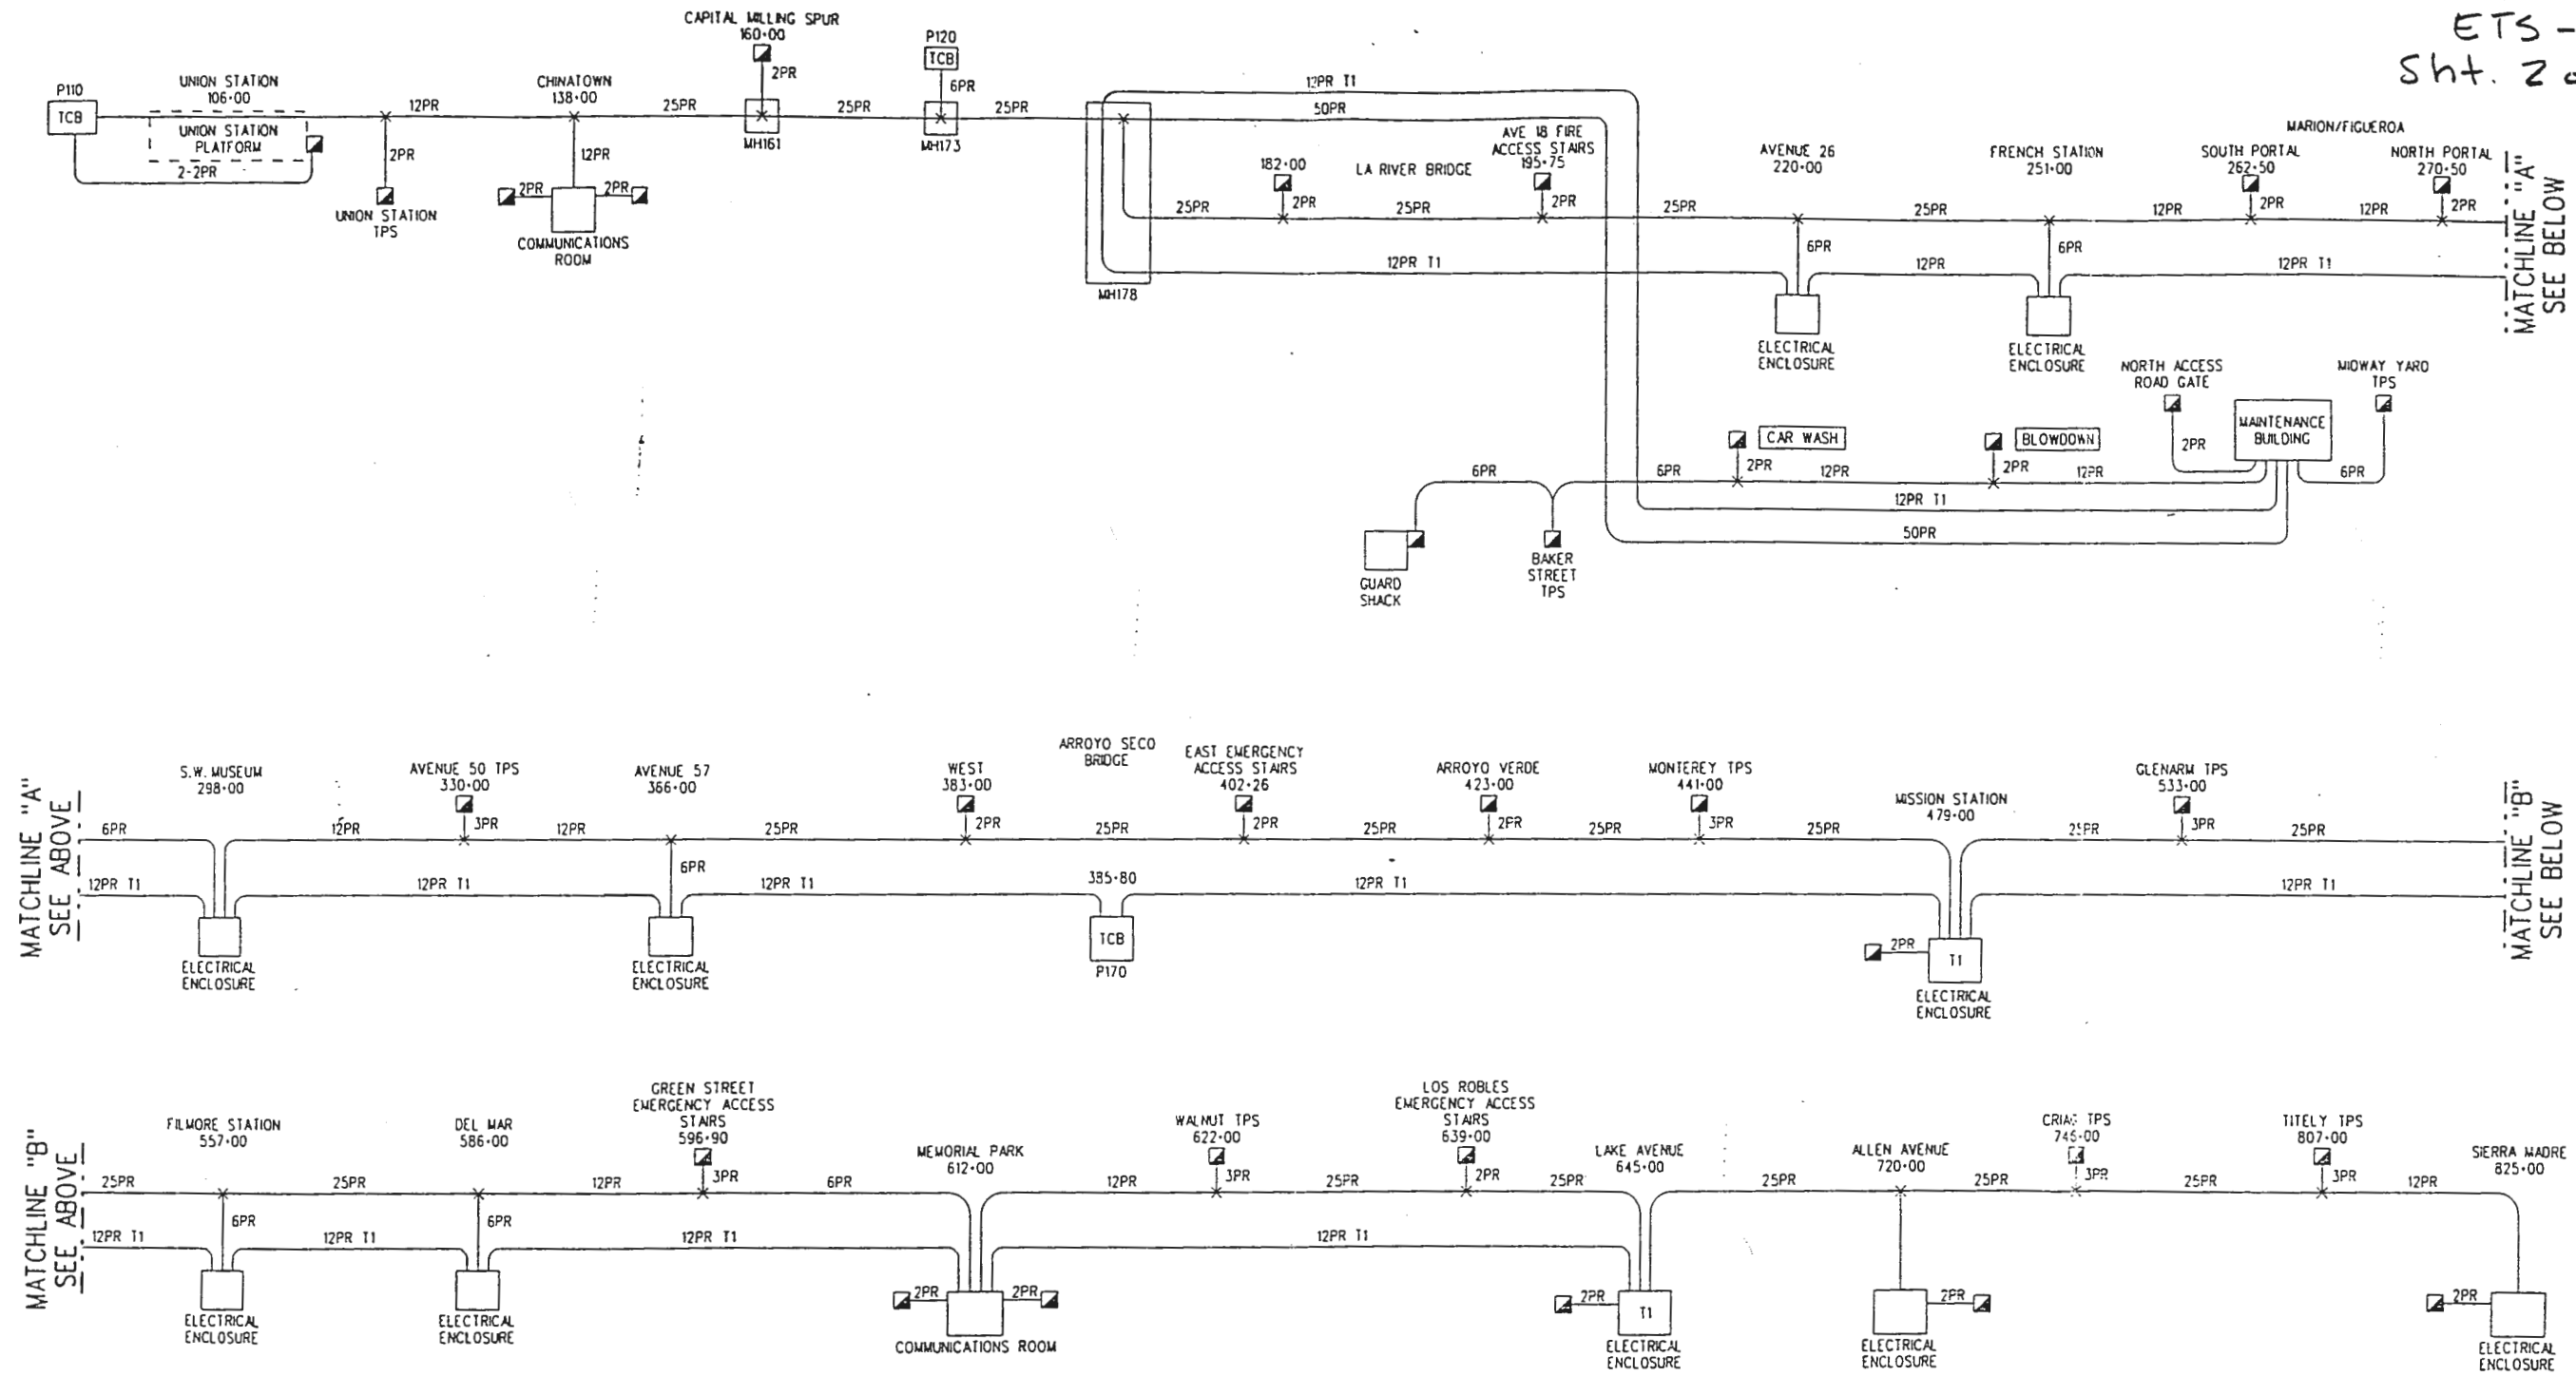 ETS -
Sht. 2 o
CAPITAL MILLING SPUR
160+00
2PR
P120
TCB
6PR
P110
TCB
UNION STATION
106+00
UNION STATION
PLATFORM
2-2PR
12PR
2PR
UNION STATION
TPS
CHINATOWN
138+00
12PR
2PR
2PR
COMMUNICATIONS
ROOM
25PR
MH161
25PR
MH173
25PR
MH178
12PR T1
50PR
182+00
2PR
LA RIVER BRIDGE
AVE 18 FIRE
ACCESS STAIRS
195+75
2PR
25PR
25PR
25PR
AVENUE 26
220+00
6PR
25PR
FRENCH STATION
251+00
6PR
MARION/FIGUEROA
SOUTH PORTAL
262+50
2PR
NORTH PORTAL
270+50
2PR
12PR
12PR
12PR T1
12PR
12PR T1
ELECTRICAL
ENCLOSURE
ELECTRICAL
ENCLOSURE
MATCHLINE "A"
SEE BELOW
NORTH ACCESS
ROAD GATE
2PR
MAINTENANCE
BUILDING
MIDWAY YARD
TPS
6PR
CAR WASH
2PR
BLOWDOWN
2PR
6PR
6PR
12PR
12PR
12PR T1
50PR
GUARD
SHACK
BAKER
STREET
TPS
MATCHLINE "A"
SEE ABOVE
6PR
12PR T1
S.W. MUSEUM
298+00
ELECTRICAL
ENCLOSURE
12PR
AVENUE 50 TPS
330+00
3PR
12PR
12PR T1
AVENUE 57
366+00
6PR
ELECTRICAL
ENCLOSURE
25PR
12PR T1
WEST
383+00
2PR
ARROYO SECO
BRIDGE
25PR
385+80
TCB
P170
EAST EMERGENCY
ACCESS STAIRS
402+26
2PR
25PR
12PR T1
ARROYO VERDE
423+00
2PR
25PR
MONTEREY TPS
441+00
3PR
25PR
MISSION STATION
479+00
2PR
T1
ELECTRICAL
ENCLOSURE
25PR
GLENARM TPS
533+00
3PR
25PR
12PR T1
MATCHLINE "B"
SEE BELOW
MATCHLINE "B"
SEE ABOVE
25PR
12PR T1
FILMORE STATION
557+00
6PR
ELECTRICAL
ENCLOSURE
25PR
12PR T1
DEL MAR
586+00
6PR
ELECTRICAL
ENCLOSURE
12PR
GREEN STREET
EMERGENCY ACCESS
STAIRS
596+90
3PR
6PR
12PR T1
MEMORIAL PARK
612+00
2PR
2PR
COMMUNICATIONS ROOM
12PR
WALNUT TPS
622+00
3PR
25PR
12PR T1
LOS ROBLES
EMERGENCY ACCESS
STAIRS
639+00
2PR
25PR
LAKE AVENUE
645+00
2PR
T1
ELECTRICAL
ENCLOSURE
25PR
ALLEN AVENUE
720+00
2PR
ELECTRICAL
ENCLOSURE
25PR
CRIAG TPS
745+00
3PR
25PR
TITELY TPS
807+00
3PR
12PR
SIERRA MADRE
825+00
2PR
ELECTRICAL
ENCLOSURE